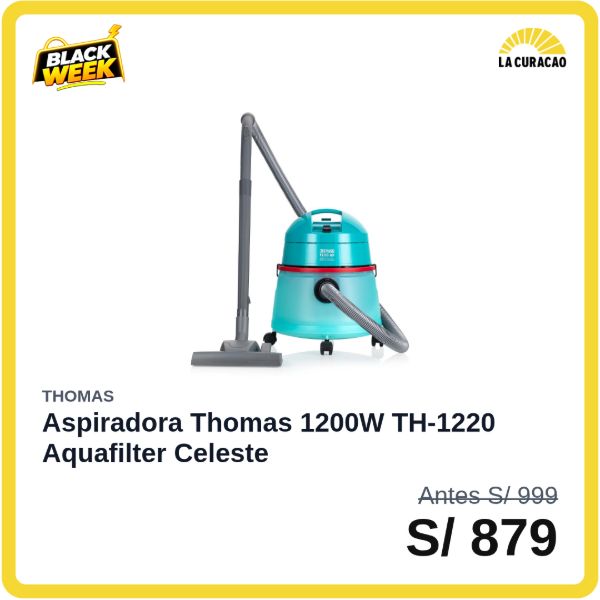 BLACK
WEEK
LA CURACAO
THOMAS
Aspiradora Thomas 1200W TH-1220
Aquafilter Celeste
Antes S/ 999
S/ 879